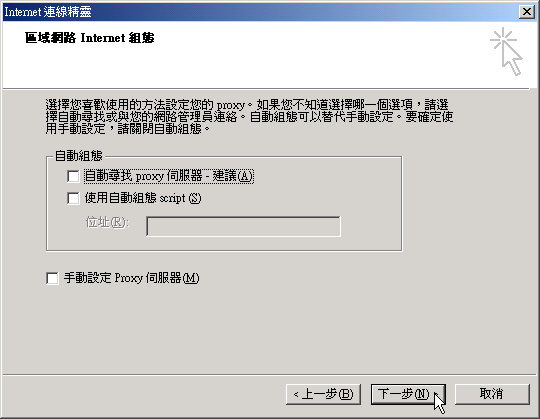 Internet 連線精靈
區域網路 Internet 組態
選擇您喜歡使用的方法設定您的 proxy。如果您不知道選擇哪一個選項，請選
擇自動尋找或與您的網路管理員連絡。自動組態可以替代手動設定。要確定使
用手動設定，請關閉自動組態。
自動組態
自動尋找 proxy 伺服器 - 建議(A)
使用自動組態 script (S)
位址(R):
手動設定 Proxy 伺服器(M)
< 上一步(B) 下一步(N) > 取消